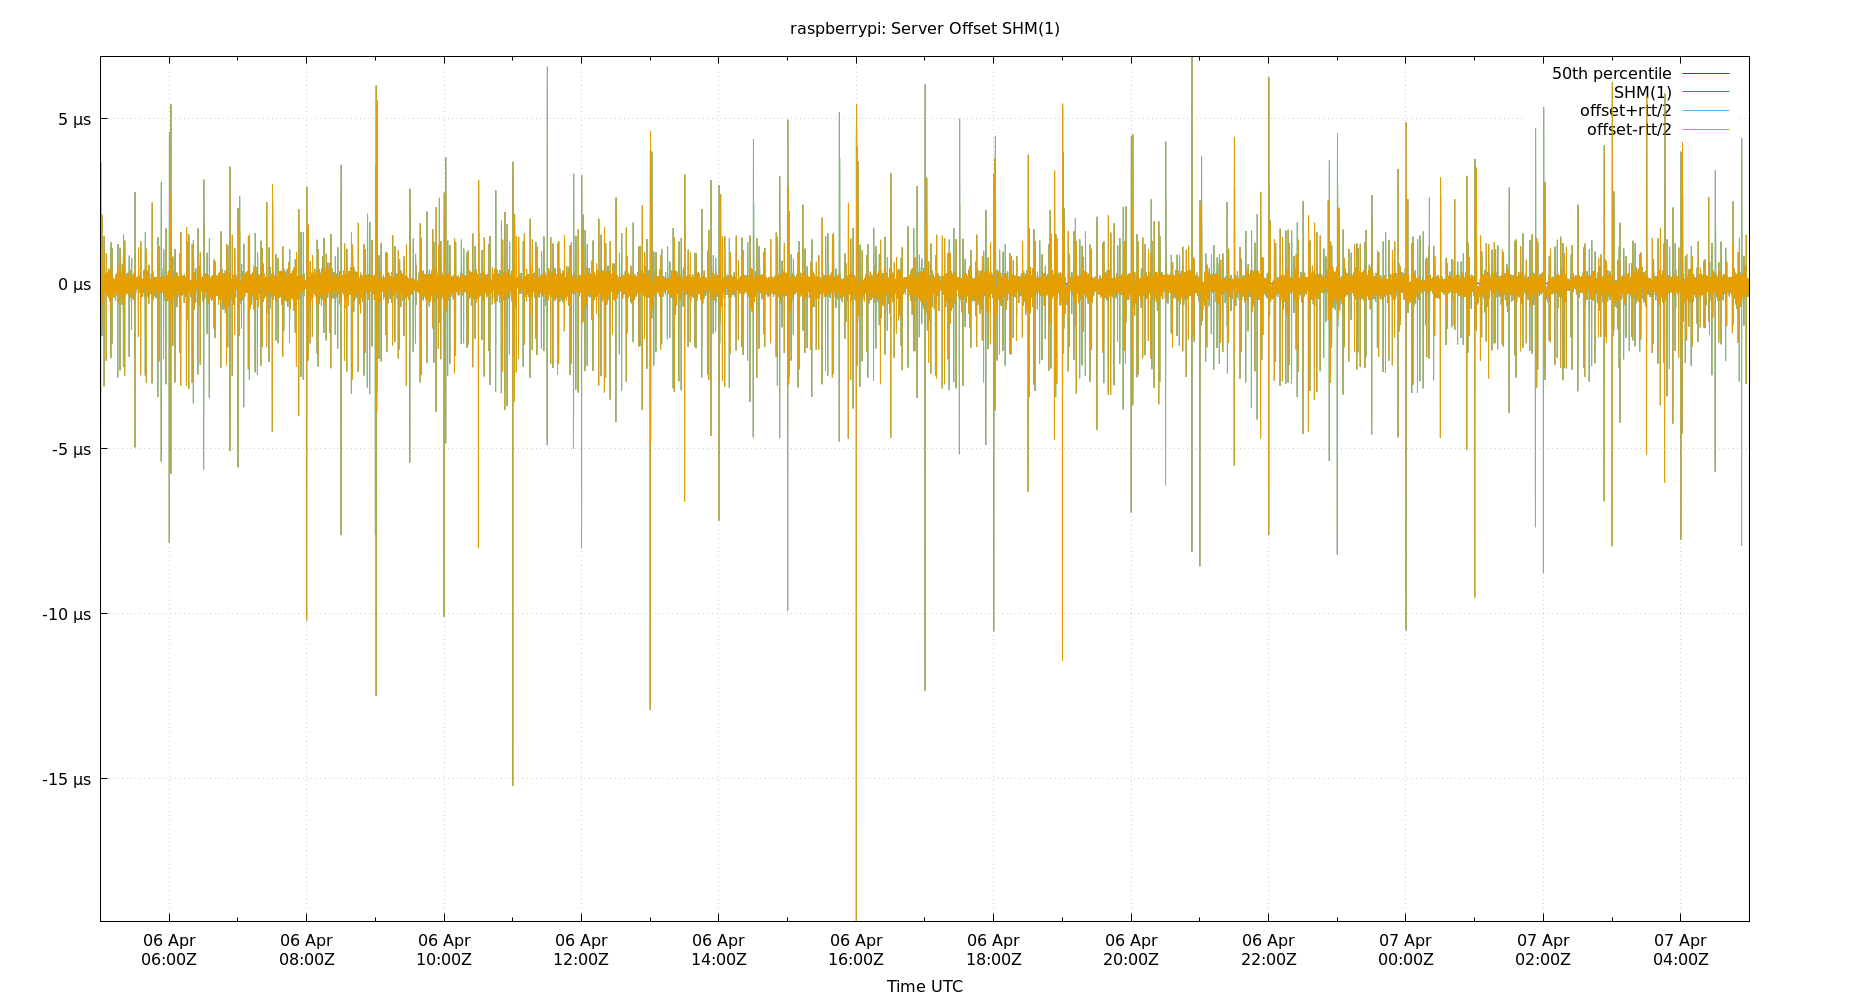 raspberrypi: Server Offset SHM(1)
50th percentile
SHM(1)
offset+rtt/2
offset-rtt/2
5 µs
0 µs
-5 µs
-10 µs
-15 µs
06 Apr 06 Apr 06 Apr 06 Apr 06 Apr 06 Apr 06 Apr 06 Apr 06 Apr 07 Apr 07 Apr 07 Apr
06:00Z 08:00Z 10:00Z 12:00Z 14:00Z 16:00Z 18:00Z 20:00Z 22:00Z 00:00Z 02:00Z 04:00Z
Time UTC